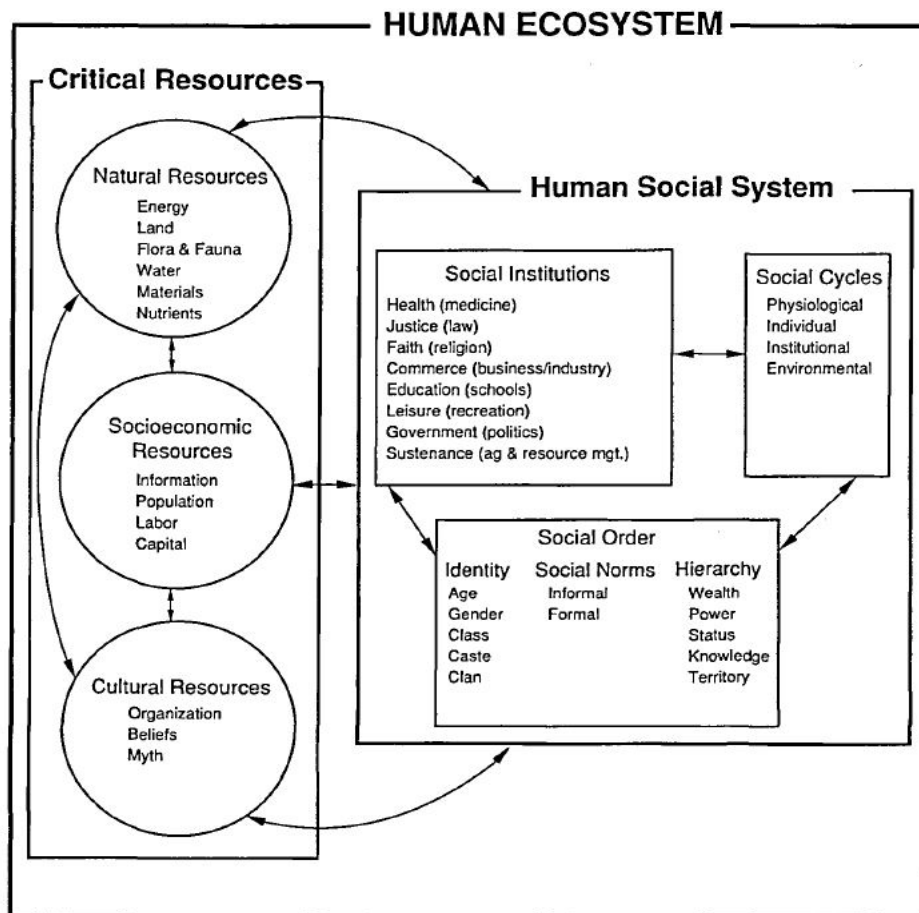 HUMAN ECOSYSTEM
Critical Resources
Natural Resources
Energy
Land
Flora & Fauna
Water
Materials
Nutrients
Socioeconomic
Resources
Information
Population
Labor
Capital
Cultural Resources
Organization
Beliefs
Myth
Human Social System
Social Institutions
Health (medicine)
Justice (law)
Faith (religion)
Commerce (business/industry)
Education (schools)
Leisure (recreation)
Government (politics)
Sustenance (ag & resource mgt.)
Social Cycles
Physiological
Individual
Institutional
Environmental
Social Order
Identity
Age
Gender
Class
Caste
Clan
Social Norms
Informal
Formal
Hierarchy
Wealth
Power
Status
Knowledge
Territory